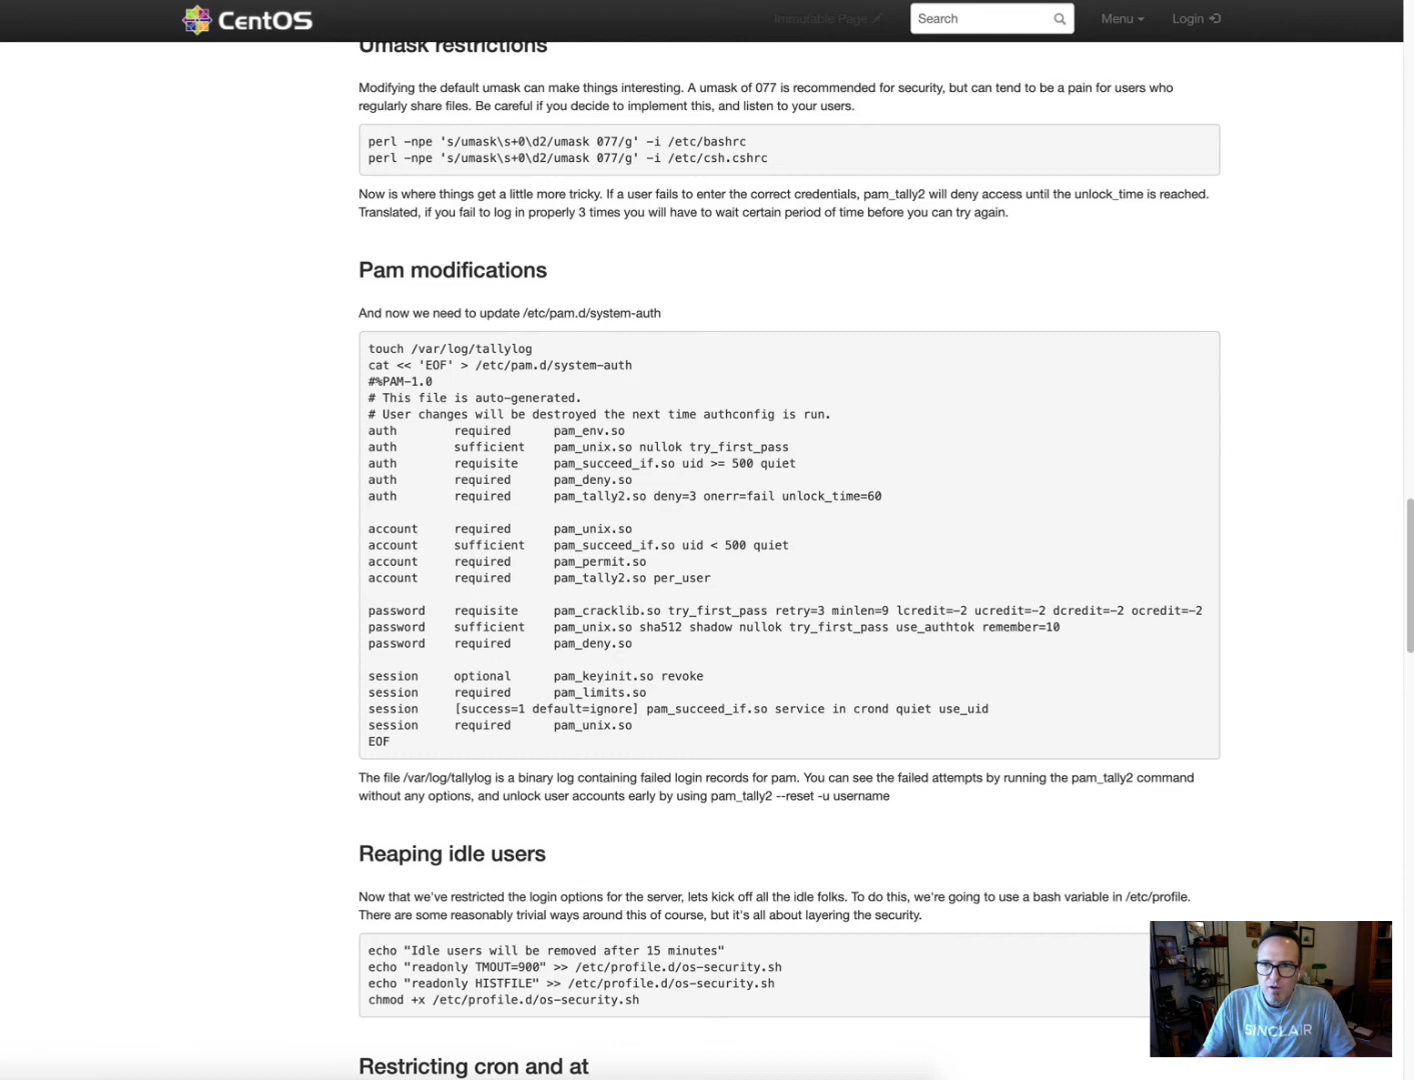 CentOS
Immutable Page
Search
Menu
Login
Umask restrictions
Modifying the default umask can make things interesting. A umask of 077 is recommended for security, but can tend to be a pain for users who
regularly share files. Be careful if you decide to implement this, and listen to your users.
perl -npe 's/umask\s+0\d2/umask 077/g' -i /etc/bashrc
perl -npe 's/umask\s+0\d2/umask 077/g' -i /etc/csh.cshrc
Now is where things get a little more tricky. If a user fails to enter the correct credentials, pam_tally2 will deny access until the unlock_time is reached.
Translated, if you fail to log in properly 3 times you will have to wait certain period of time before you can try again.
Pam modifications
And now we need to update /etc/pam.d/system-auth
touch /var/log/tallylog
cat << 'EOF' > /etc/pam.d/system-auth
#%PAM-1.0
# This file is auto-generated.
# User changes will be destroyed the next time authconfig is run.
auth        required      pam_env.so
auth        sufficient    pam_unix.so nullok try_first_pass
auth        requisite     pam_succeed_if.so uid >= 500 quiet
auth        required      pam_deny.so
auth        required      pam_tally2.so deny=3 onerr=fail unlock_time=60
account     required      pam_unix.so
account     sufficient    pam_succeed_if.so uid < 500 quiet
account     required      pam_permit.so
account     required      pam_tally2.so per_user
password    requisite     pam_cracklib.so try_first_pass retry=3 minlen=9 lcredit=-2 ucredit=-2 dcredit=-2 ocredit=-2
password    sufficient    pam_unix.so sha512 shadow nullok try_first_pass use_authtok remember=10
password    required      pam_deny.so
session     optional      pam_keyinit.so revoke
session     required      pam_limits.so
session     [success=1 default=ignore] pam_succeed_if.so service in crond quiet use_uid
session     required      pam_unix.so
EOF
The file /var/log/tallylog is a binary log containing failed login records for pam. You can see the failed attempts by running the pam_tally2 command
without any options, and unlock user accounts early by using pam_tally2 --reset -u username
Reaping idle users
Now that we've restricted the login options for the server, lets kick off all the idle folks. To do this, we're going to use a bash variable in /etc/profile.
There are some reasonably trivial ways around this of course, but it's all about layering the security.
echo "Idle users will be removed after 15 minutes"
echo "readonly TMOUT=900" >> /etc/profile.d/os-security.sh
echo "readonly HISTFILE" >> /etc/profile.d/os-security.sh
chmod +x /etc/profile.d/os-security.sh
SINCLAIR
Restricting cron and at